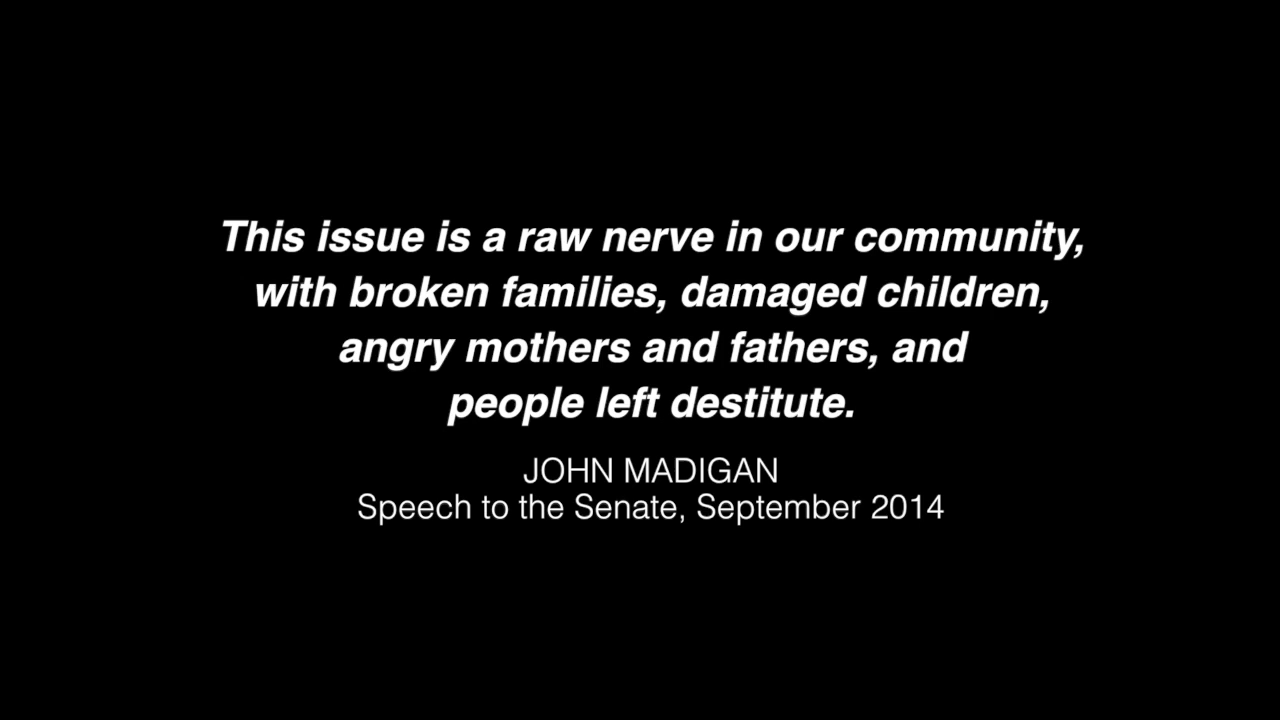 This issue is a raw nerve in our community,
with broken families, damaged children,
angry mothers and fathers, and
people left destitute.
JOHN MADIGAN
Speech to the Senate, September 2014